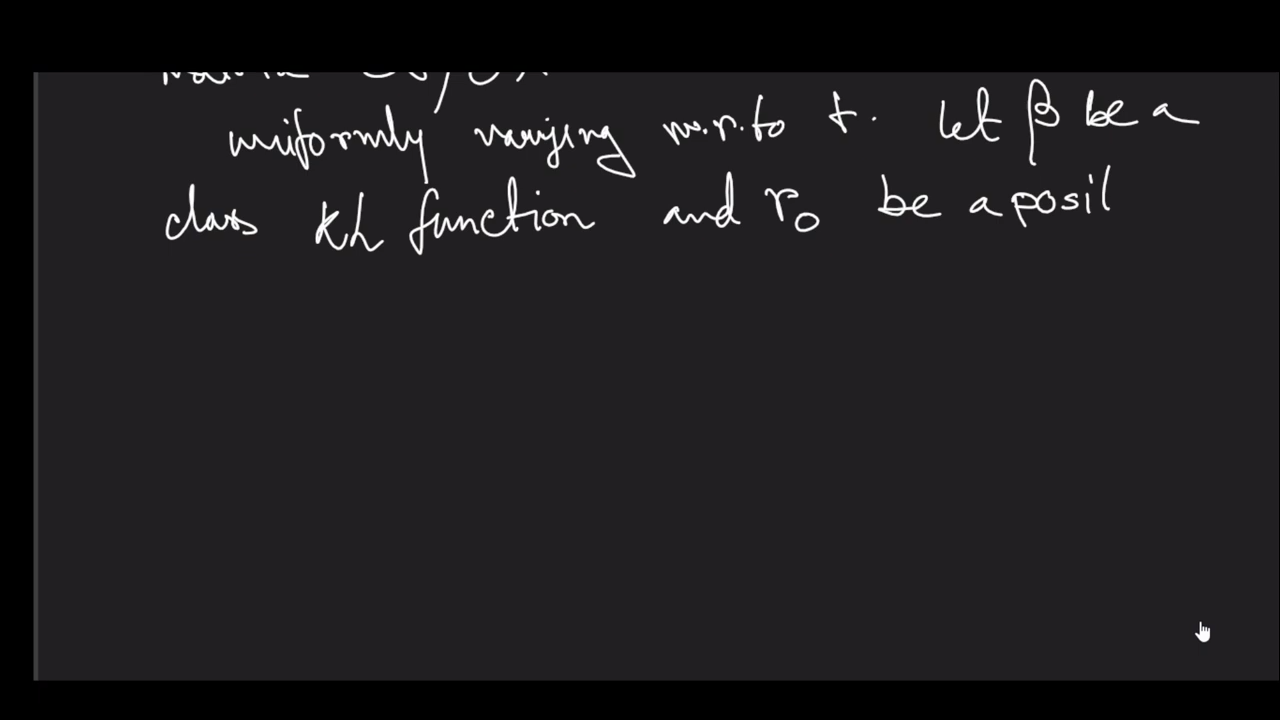 uniformly varying w.r.to t. let β be a
class KL function and r₀ be a posit